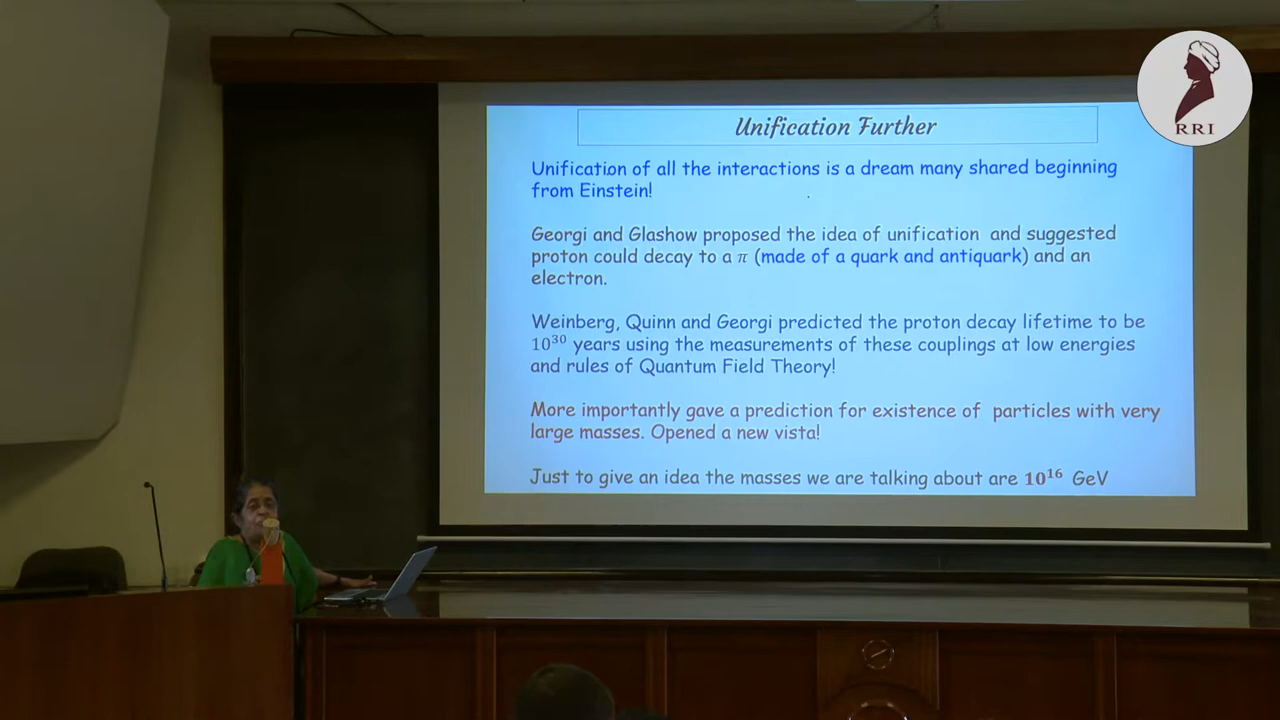 RRI
Unification Further
Unification of all the interactions is a dream many shared beginning
from Einstein!
Georgi and Glashow proposed the idea of unification and suggested
proton could decay to a π (made of a quark and antiquark) and an
electron.
Weinberg, Quinn and Georgi predicted the proton decay lifetime to be
10³⁰ years using the measurements of these couplings at low energies
and rules of Quantum Field Theory!
More importantly gave a prediction for existence of particles with very
large masses. Opened a new vista!
Just to give an idea the masses we are talking about are 10¹⁶ GeV